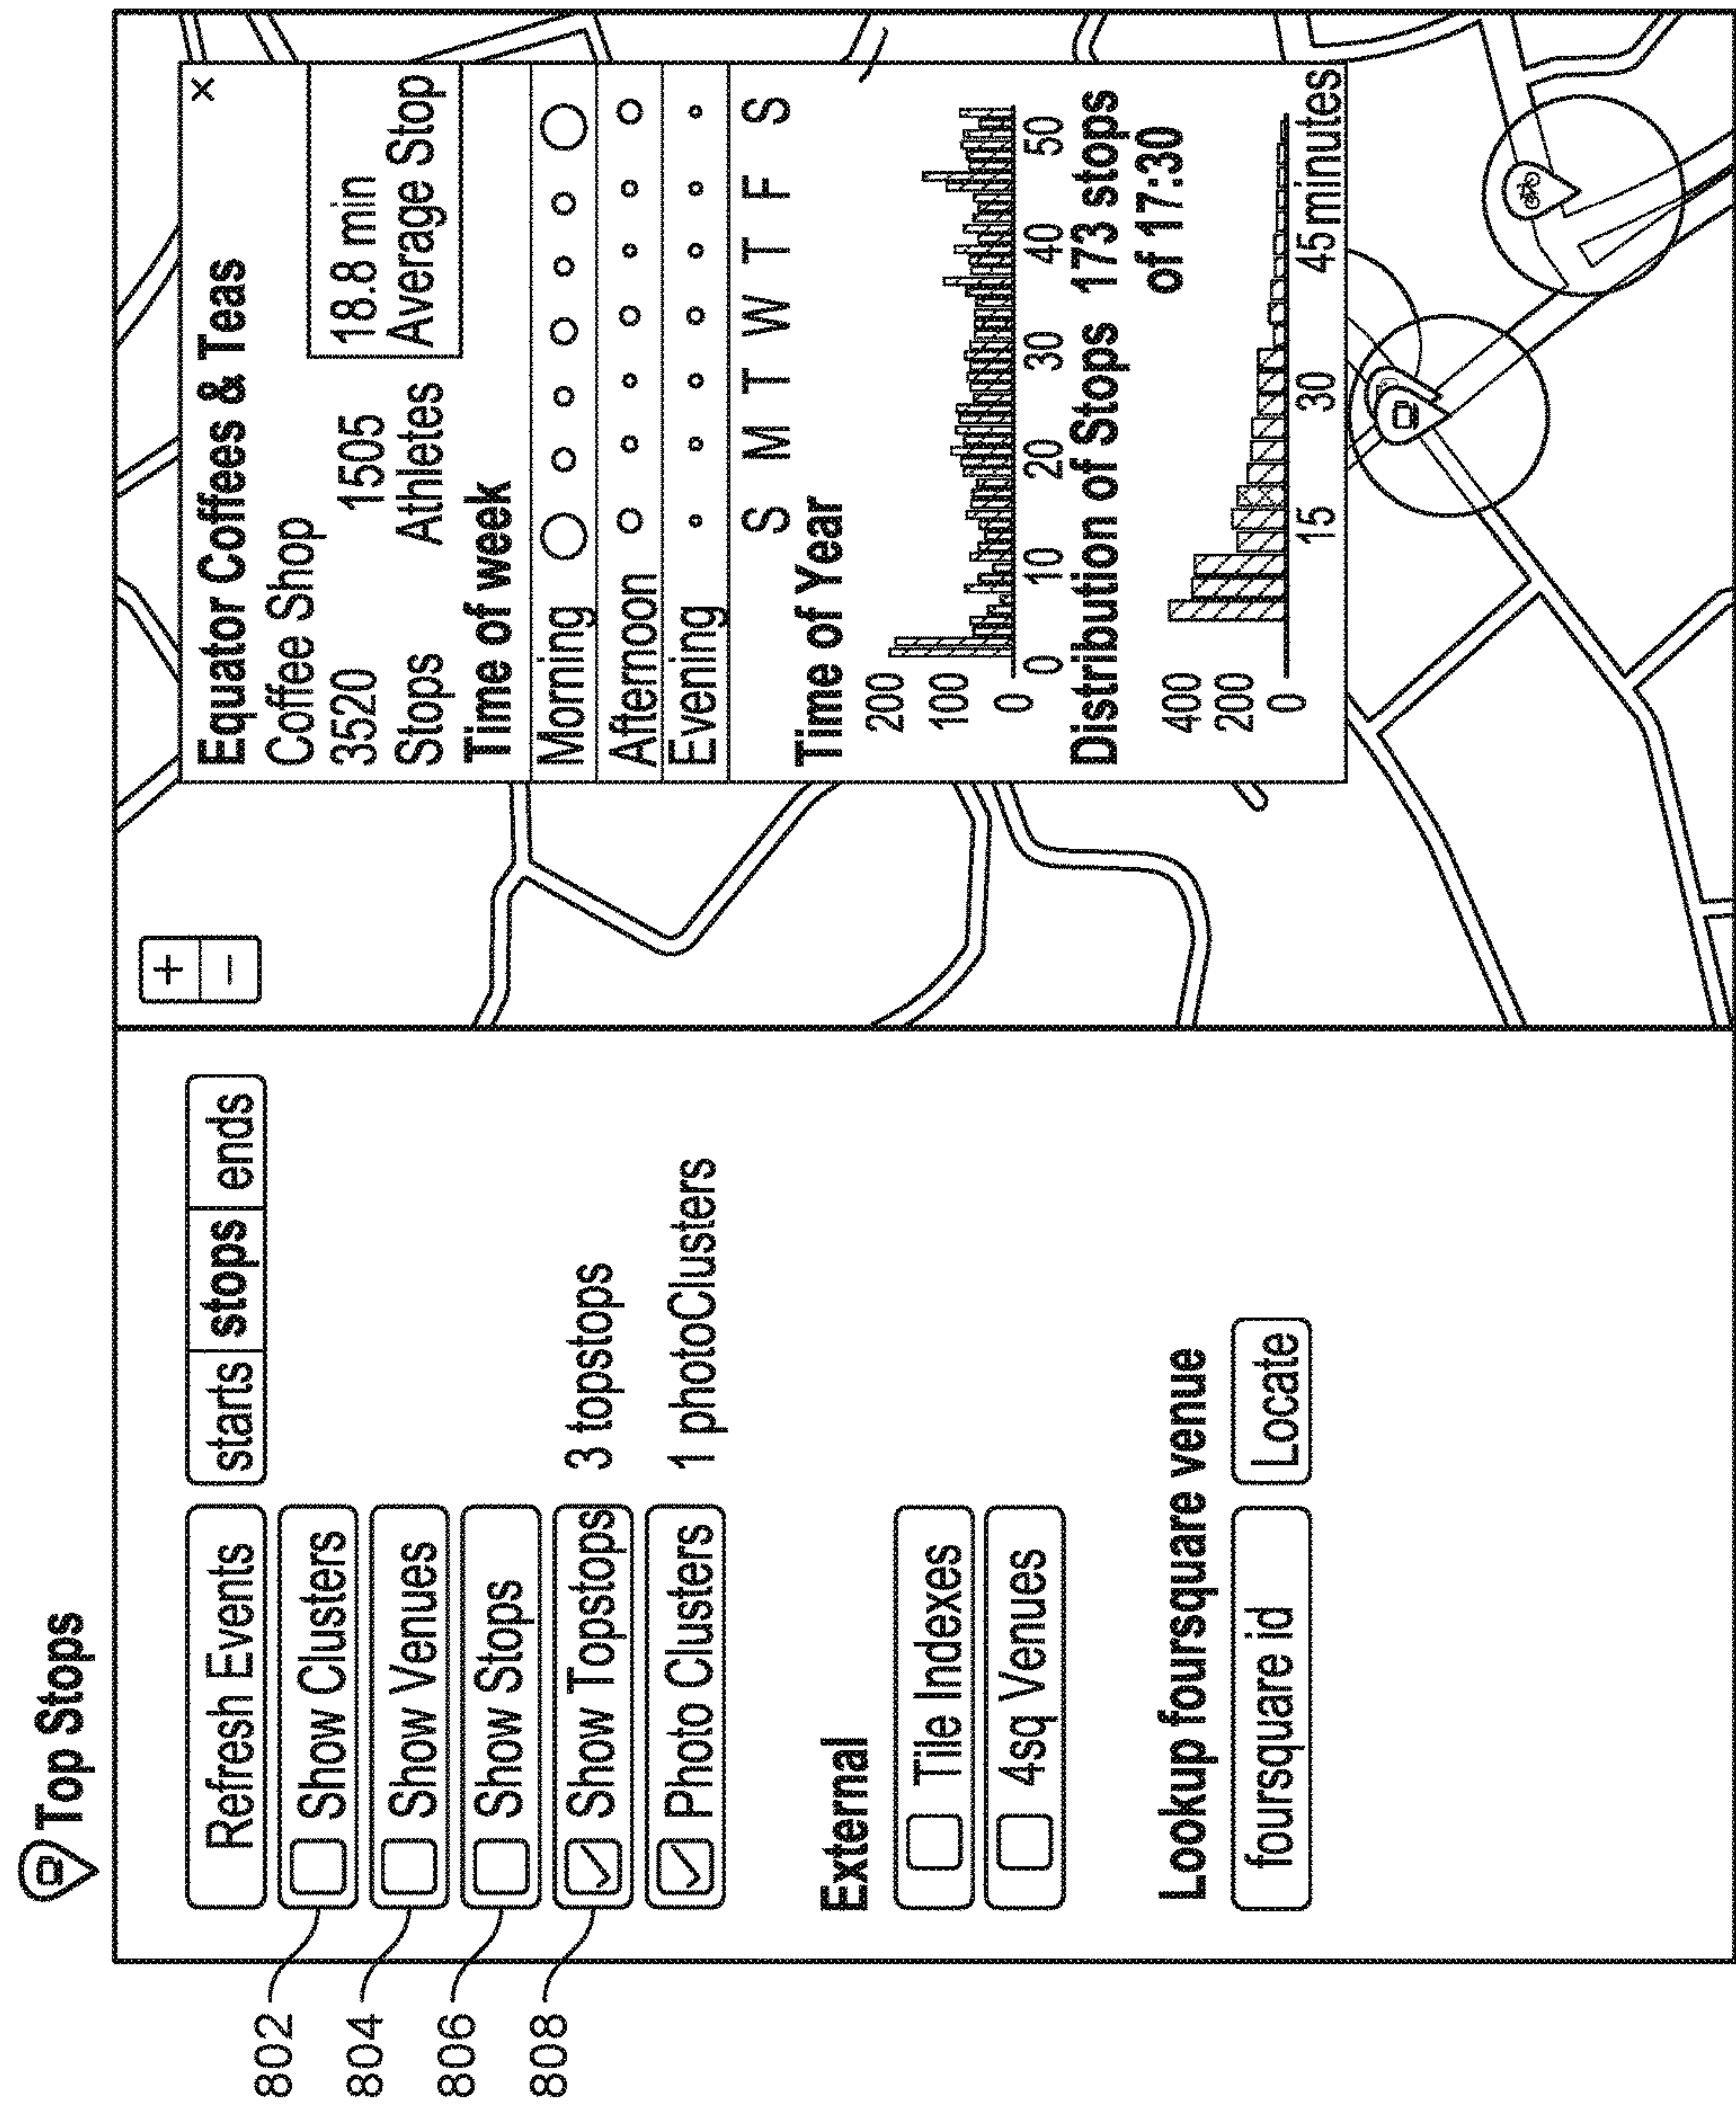 Top Stops
Refresh Events
starts stops ends
802
Show Clusters
804
Show Venues
806
Show Stops
808
Show Topstops
3 topstops
Photo Clusters
1 photoClusters
External
Tile Indexes
4sq Venues
Lookup foursquare venue
foursquare id
Locate
+
−
×
Equator Coffees & Teas
Coffee Shop
3520
Stops
1505
Athletes
18.8 min
Average Stop
Time of week
Morning
Afternoon
Evening
S M T W T F S
Time of Year
200
100
0
0 10 20 30 40 50
Distribution of Stops 173 stops
of 17:30
400
200
0
15 30 45 minutes